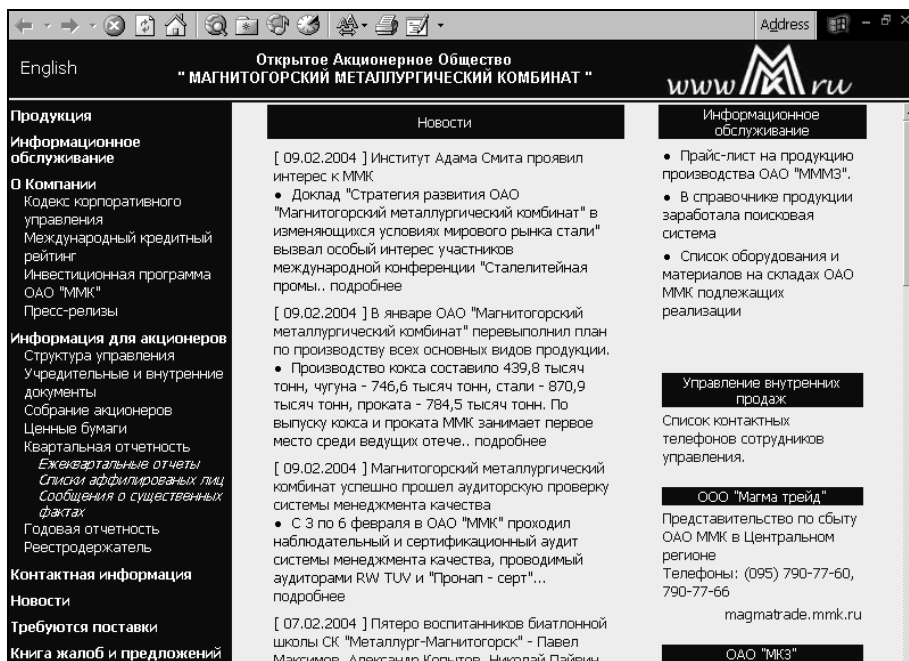 Address
English
Открытое Акционерное Общество
" МАГНИТОГОРСКИЙ МЕТАЛЛУРГИЧЕСКИЙ КОМБИНАТ "
www ru
Продукция
Информационное
обслуживание
О Компании
Кодекс корпоративного
управления
Международный кредитный
рейтинг
Инвестиционная программа
ОАО "ММК"
Пресс-релизы
Информация для акционеров
Структура управления
Учредительные и внутренние
документы
Собрание акционеров
Ценные бумаги
Квартальная отчетность
Ежеквартальные отчеты
Списки аффилированых лиц
Сообщения о существенных
фактах
Годовая отчетность
Реестродержатель
Контактная информация
Новости
Требуются поставки
Книга жалоб и предложений
Новости
[ 09.02.2004 ] Институт Адама Смита проявил
интерес к ММК
• Доклад "Стратегия развития ОАО
"Магнитогорский металлургический комбинат" в
изменяющихся условиях мирового рынка стали"
вызвал особый интерес участников
международной конференции "Сталелитейная
промы.. подробнее
[ 09.02.2004 ] В январе ОАО "Магнитогорский
металлургический комбинат" перевыполнил план
по производству всех основных видов продукции.
• Производство кокса составило 439,8 тысяч
тонн, чугуна - 746,6 тысяч тонн, стали - 870,9
тысяч тонн, проката - 784,5 тысяч тонн. По
выпуску кокса и проката ММК занимает первое
место среди ведущих отече.. подробнее
[ 09.02.2004 ] Магнитогорский металлургический
комбинат успешно прошел аудиторскую проверку
системы менеджмента качества
• С 3 по 6 февраля в ОАО "ММК" проходил
наблюдательный и сертификационный аудит
системы менеджмента качества, проводимый
аудиторами RW TUV и "Пронап - серт"...
подробнее
[ 07.02.2004 ] Пятеро воспитанников биатлонной
школы СК "Металлург-Магнитогорск" - Павел
Максимов, Александр Копытов, Николай Пайвин
Информационное
обслуживание
• Прайс-лист на продукцию
производства ОАО "МММЗ".
• В справочнике продукции
заработала поисковая
система
• Список оборудования и
материалов на складах ОАО
ММК подлежащих
реализации
Управление внутренних
продаж
Список контактных
телефонов сотрудников
управления.
ООО "Магма трейд"
Представительство по сбыту
ОАО ММК в Центральном
регионе
Телефоны: (095) 790-77-60,
790-77-66
magmatrade.mmk.ru
ОАО "МКЗ"